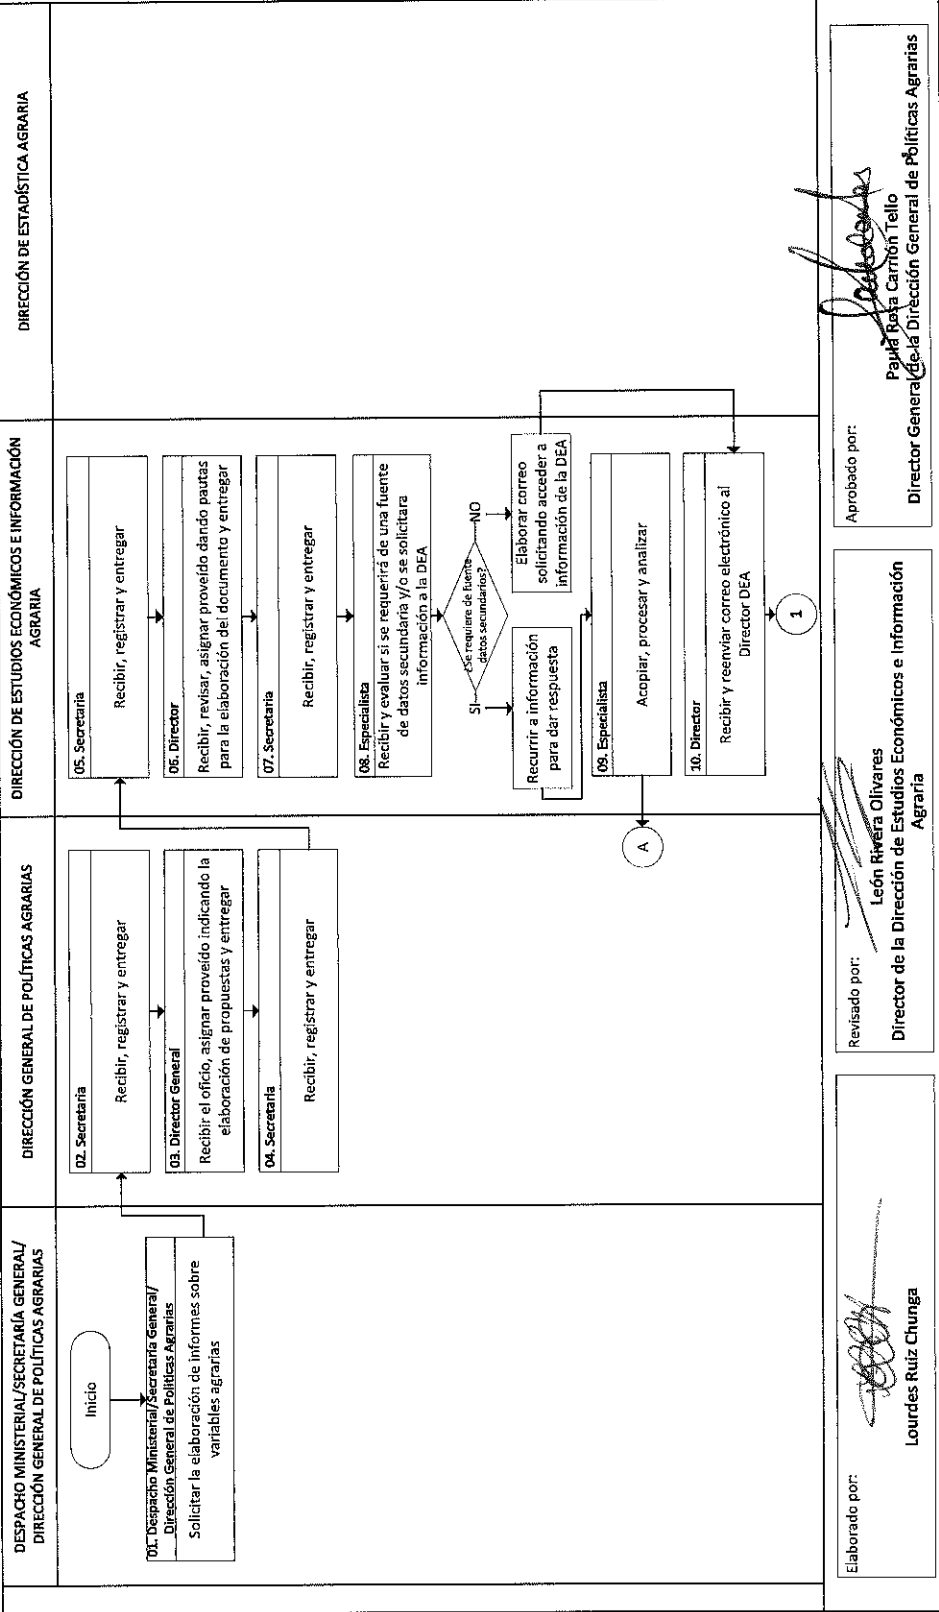 DESPACHO MINISTERIAL/SECRETARÍA GENERAL/
DIRECCIÓN GENERAL DE POLÍTICAS AGRARIAS
DIRECCIÓN GENERAL DE POLÍTICAS AGRARIAS
DIRECCIÓN DE ESTUDIOS ECONÓMICOS E INFORMACIÓN
AGRARIA
DIRECCIÓN DE ESTADÍSTICA AGRARIA
Inicio
01. Despacho Ministerial/Secretaria General/
Dirección General de Politicas Agrarias
Solicitar la elaboración de informes sobre
variables agrarias
02. Secretaria
Recibir, registrar y entregar
03. Director General
Recibir el oficio, asignar proveído indicando la
elaboración de propuestas y entregar
04. Secretaria
Recibir, registrar y entregar
05. Secretaria
Recibir, registrar y entregar
06. Director
Recibir, revisar, asignar proveído dando pautas
para la elaboración del documento y entregar
07. Secretaria
Recibir, registrar y entregar
08. Especialista
Recibir y evaluar si se requerirá de una fuente
de datos secundaria y/o se solicitara
información a la DEA
¿Se requiere de fuente
datos secundarios?
SI
NO
Recurrir a información
para dar respuesta
Elaborar correo
solicitando acceder a
información de la DEA
09. Especialista
Acopiar, procesar y analizar
A
10. Director
Recibir y reenviar correo electrónico al
Director DEA
1
Elaborado por:
Lourdes Ruiz Chunga
Revisado por:
León Rivera Olivares
Director de la Dirección de Estudios Económicos e Información
Agraria
Aprobado por:
Paula Rosa Carrión Tello
Director General de la Dirección General de Políticas Agrarias